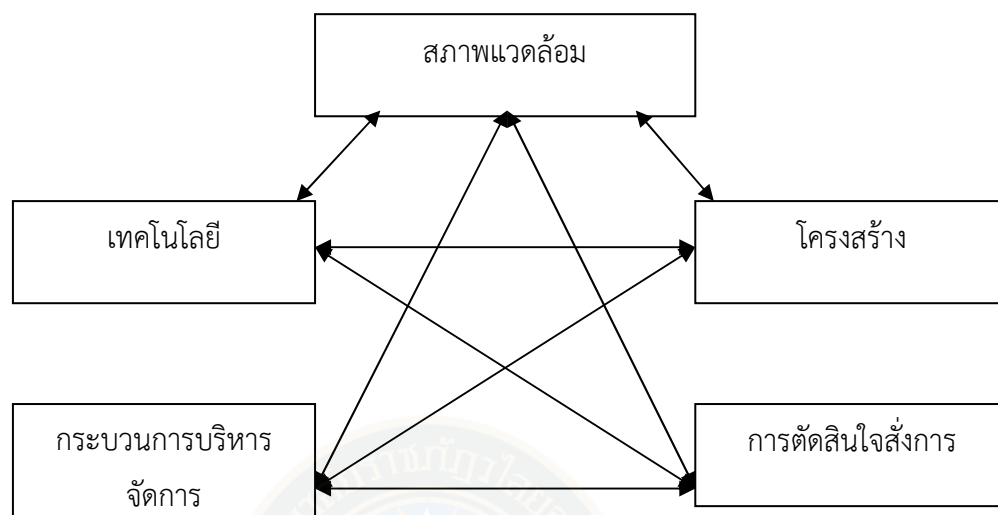 สภาพแวดล้อม
เทคโนโลยี
โครงสร้าง
กระบวนการบริหาร
จัดการ
การตัดสินใจสั่งการ